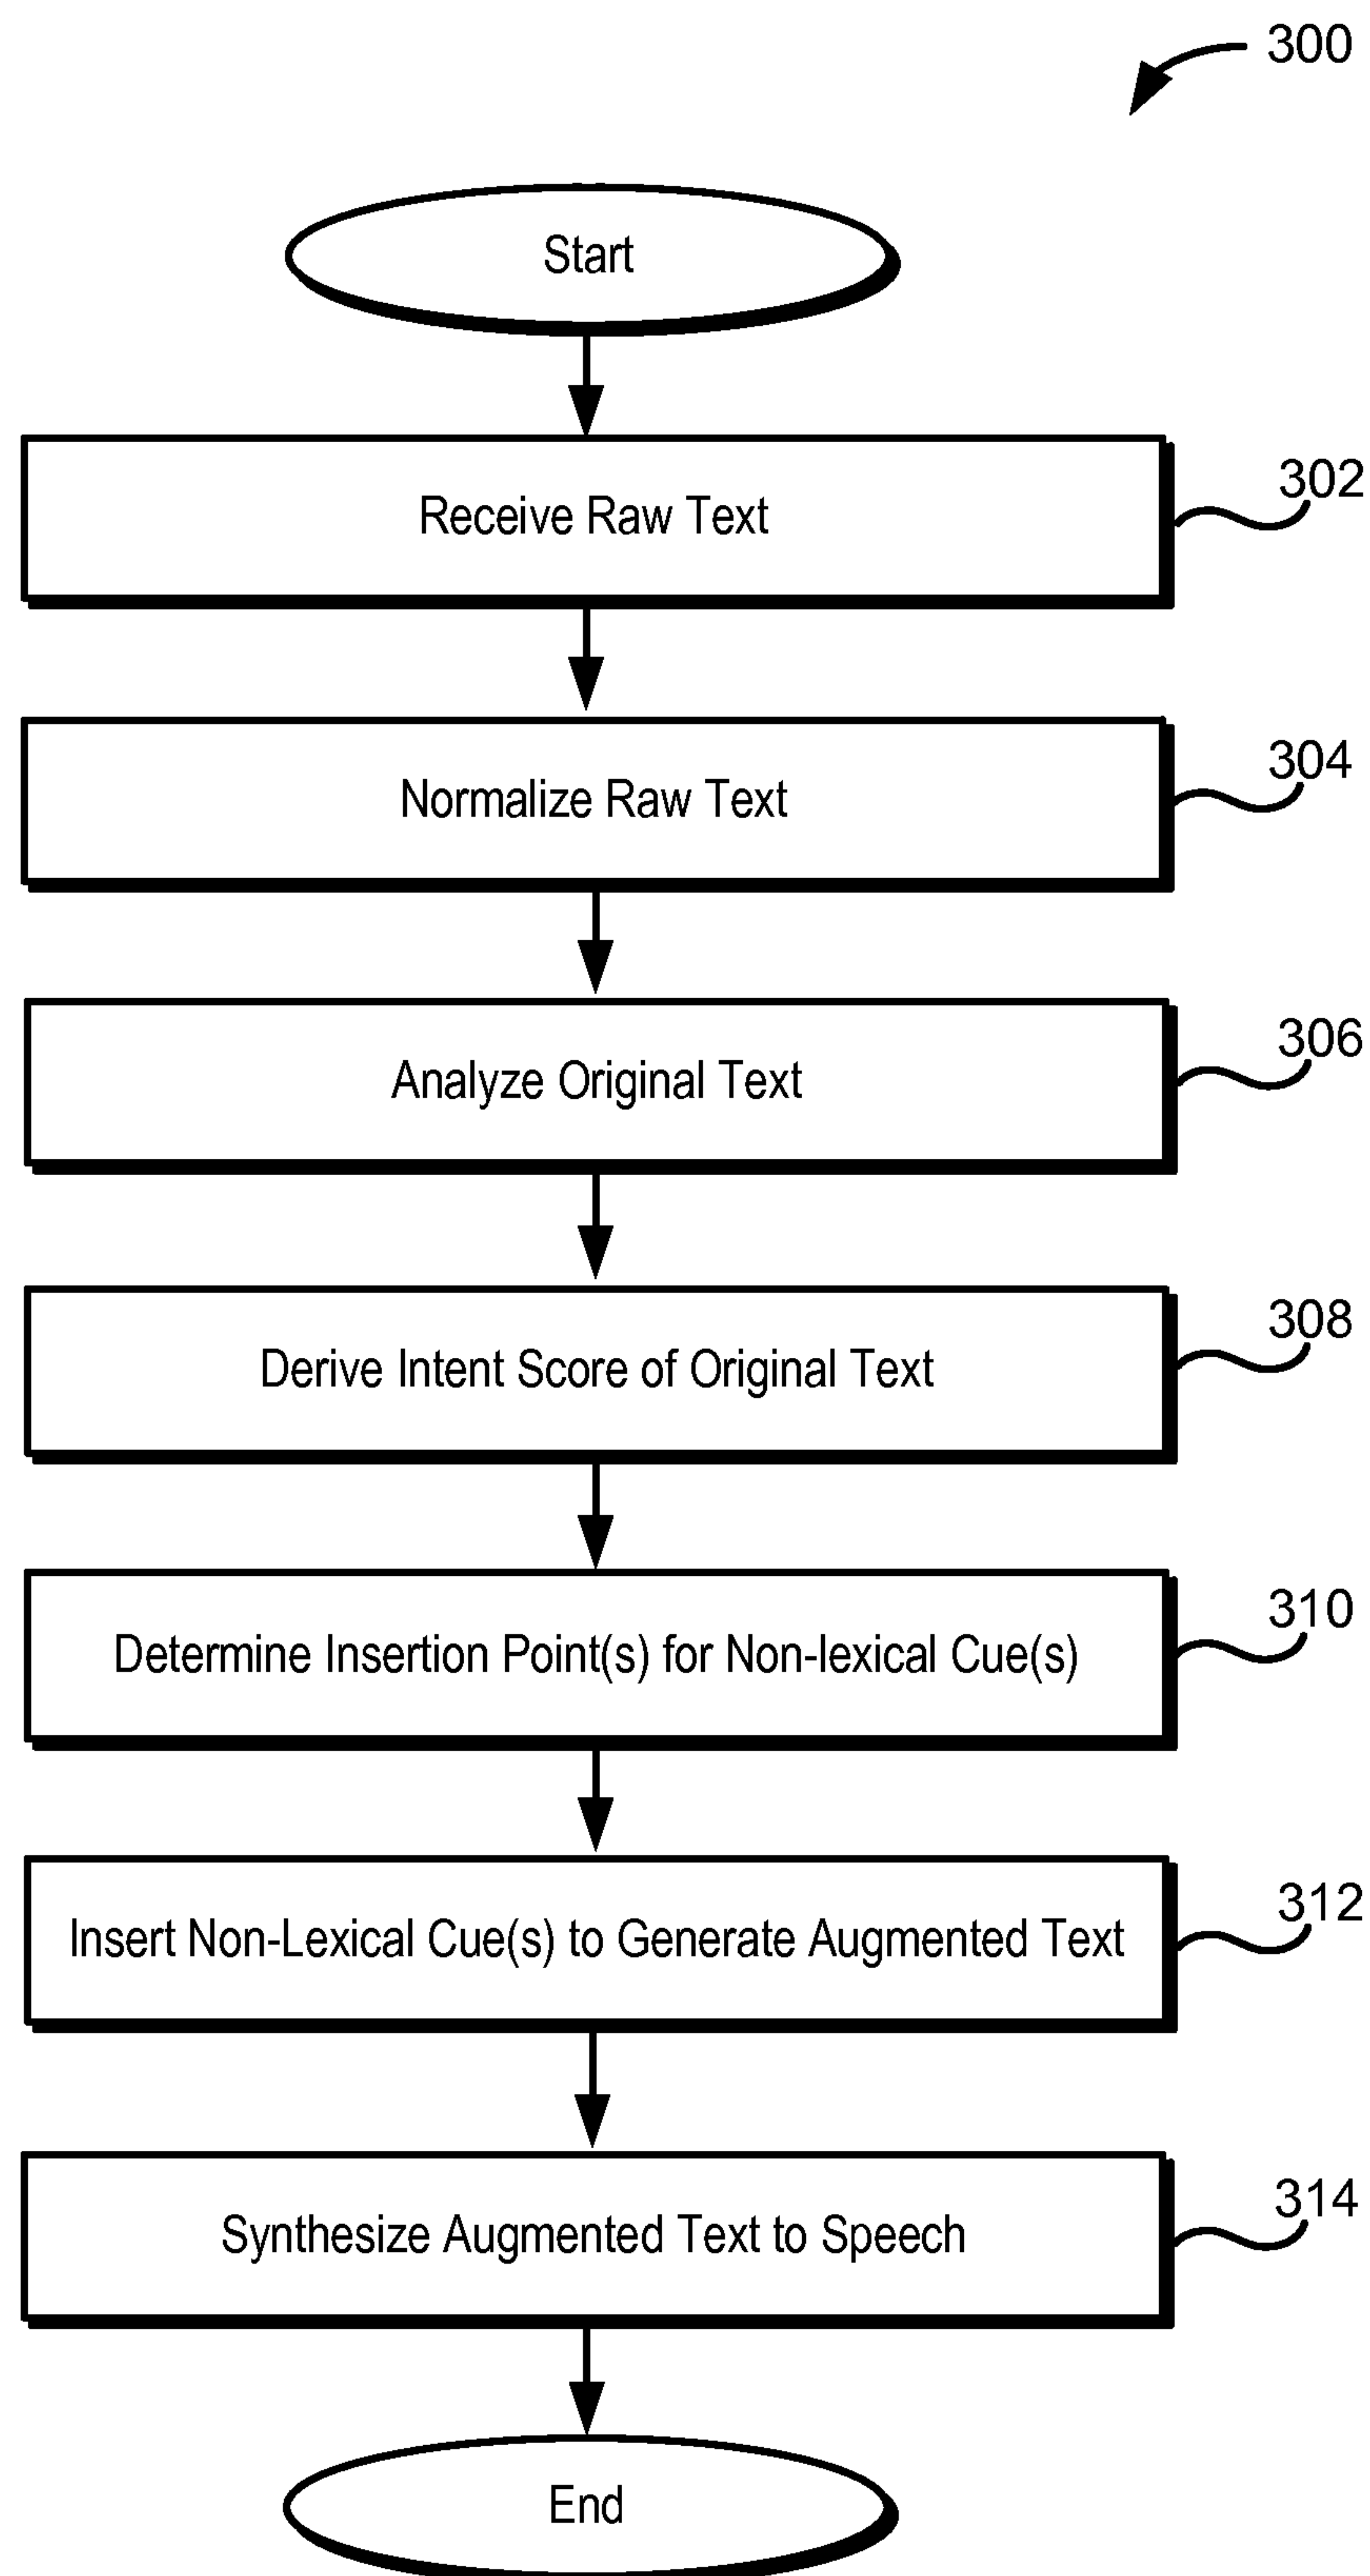 300
Start
Receive Raw Text
302
Normalize Raw Text
304
Analyze Original Text
306
Derive Intent Score of Original Text
308
Determine Insertion Point(s) for Non-lexical Cue(s)
310
Insert Non-Lexical Cue(s) to Generate Augmented Text
312
Synthesize Augmented Text to Speech
314
End